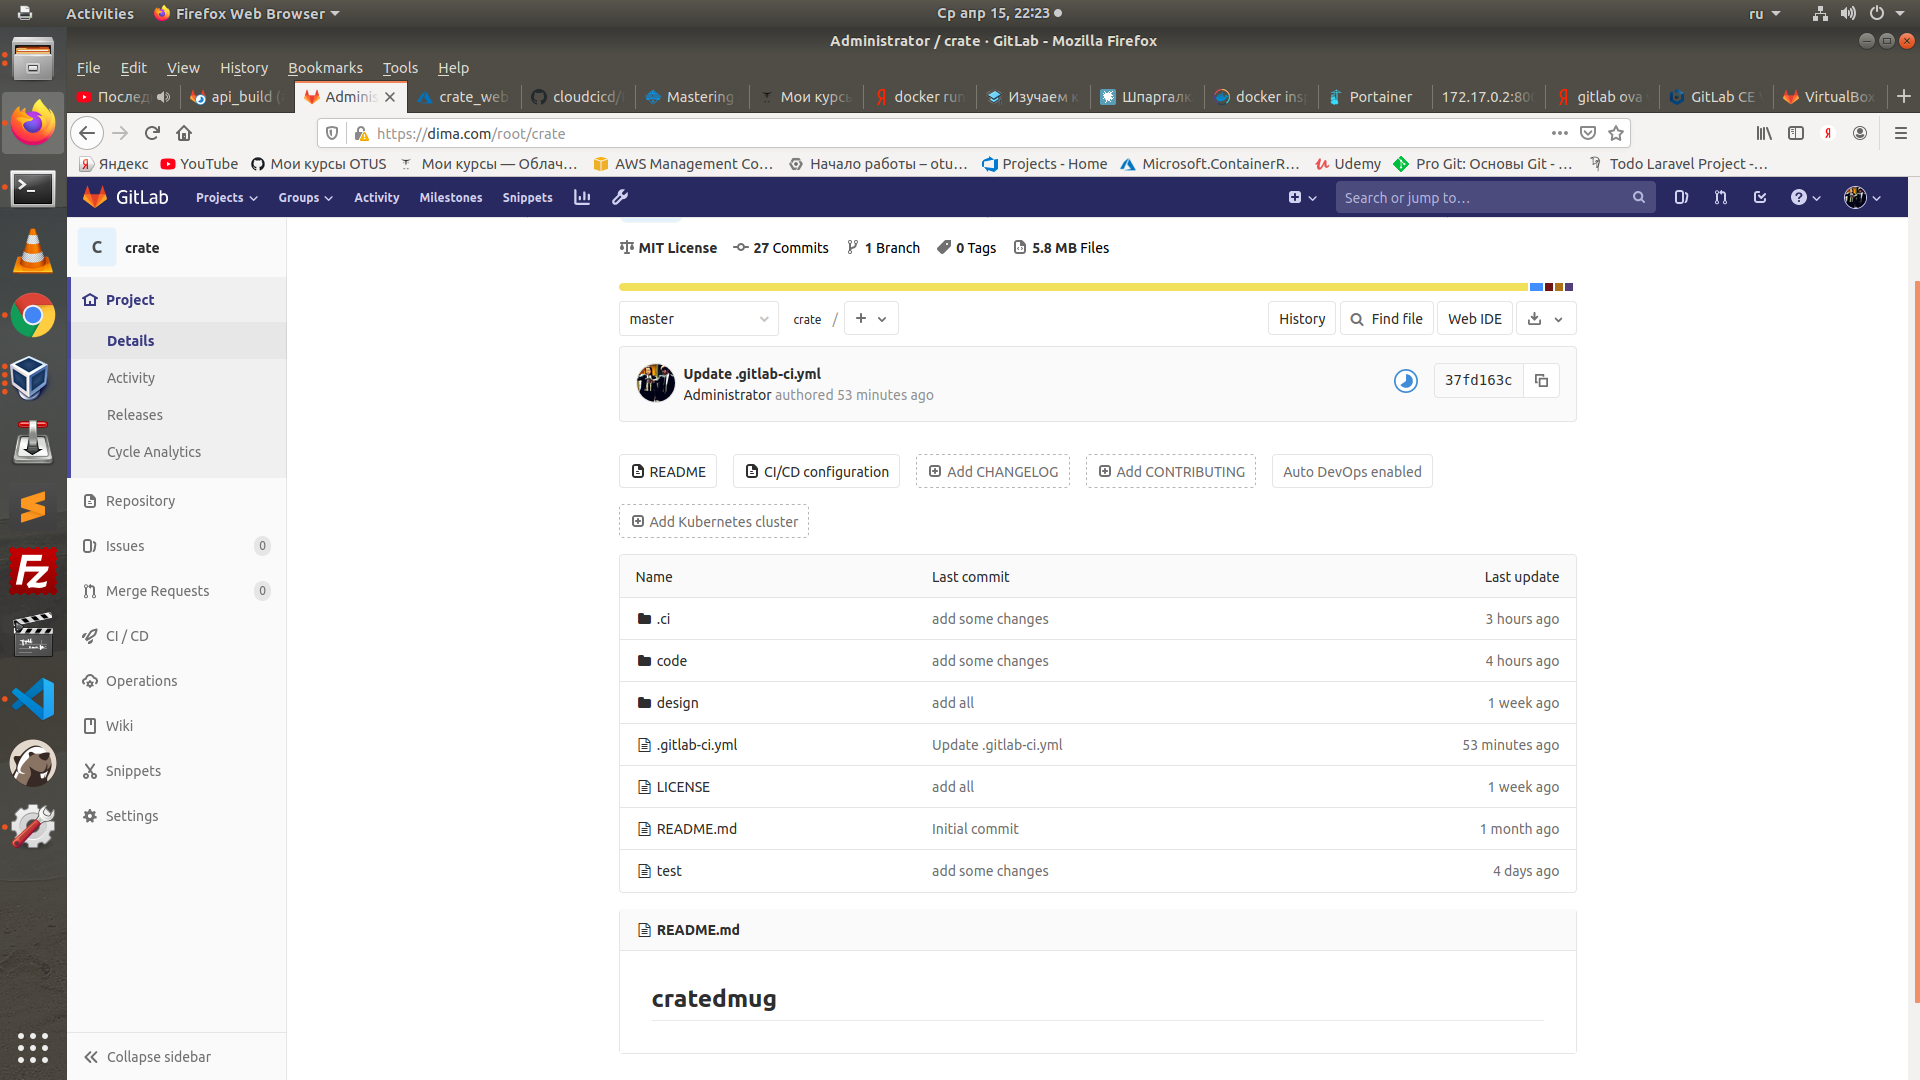 Activities Firefox Web Browser Ср апр 15, 22:23 ru
Administrator / crate · GitLab - Mozilla Firefox
File Edit View History Bookmarks Tools Help
Послед api_build ( Adminis crate_web cloudcicd/ Mastering Мои курсы docker run Изучаем Шпаргалк docker insp Portainer 172.17.0.2:800 gitlab ova GitLab CE VirtualBox
https://dima.com/root/crate
Яндекс YouTube Мои курсы OTUS Мои курсы — Облач… AWS Management Co… Начало работы – otu… Projects - Home Microsoft.ContainerR… Udemy Pro Git: Основы Git - … Todo Laravel Project -…
GitLab Projects Groups Activity Milestones Snippets Search or jump to…
C crate
MIT License 27 Commits 1 Branch 0 Tags 5.8 MB Files
Project
Details
Activity
Releases
Cycle Analytics
Repository
Issues 0
Merge Requests 0
CI / CD
Operations
Wiki
Snippets
Settings
Collapse sidebar
master crate / + History Find file Web IDE
Update .gitlab-ci.yml
Administrator authored 53 minutes ago
37fd163c
README CI/CD configuration Add CHANGELOG Add CONTRIBUTING Auto DevOps enabled
Add Kubernetes cluster
Name Last commit Last update
.ci add some changes 3 hours ago
code add some changes 4 hours ago
design add all 1 week ago
.gitlab-ci.yml Update .gitlab-ci.yml 53 minutes ago
LICENSE add all 1 week ago
README.md Initial commit 1 month ago
test add some changes 4 days ago
README.md
cratedmug